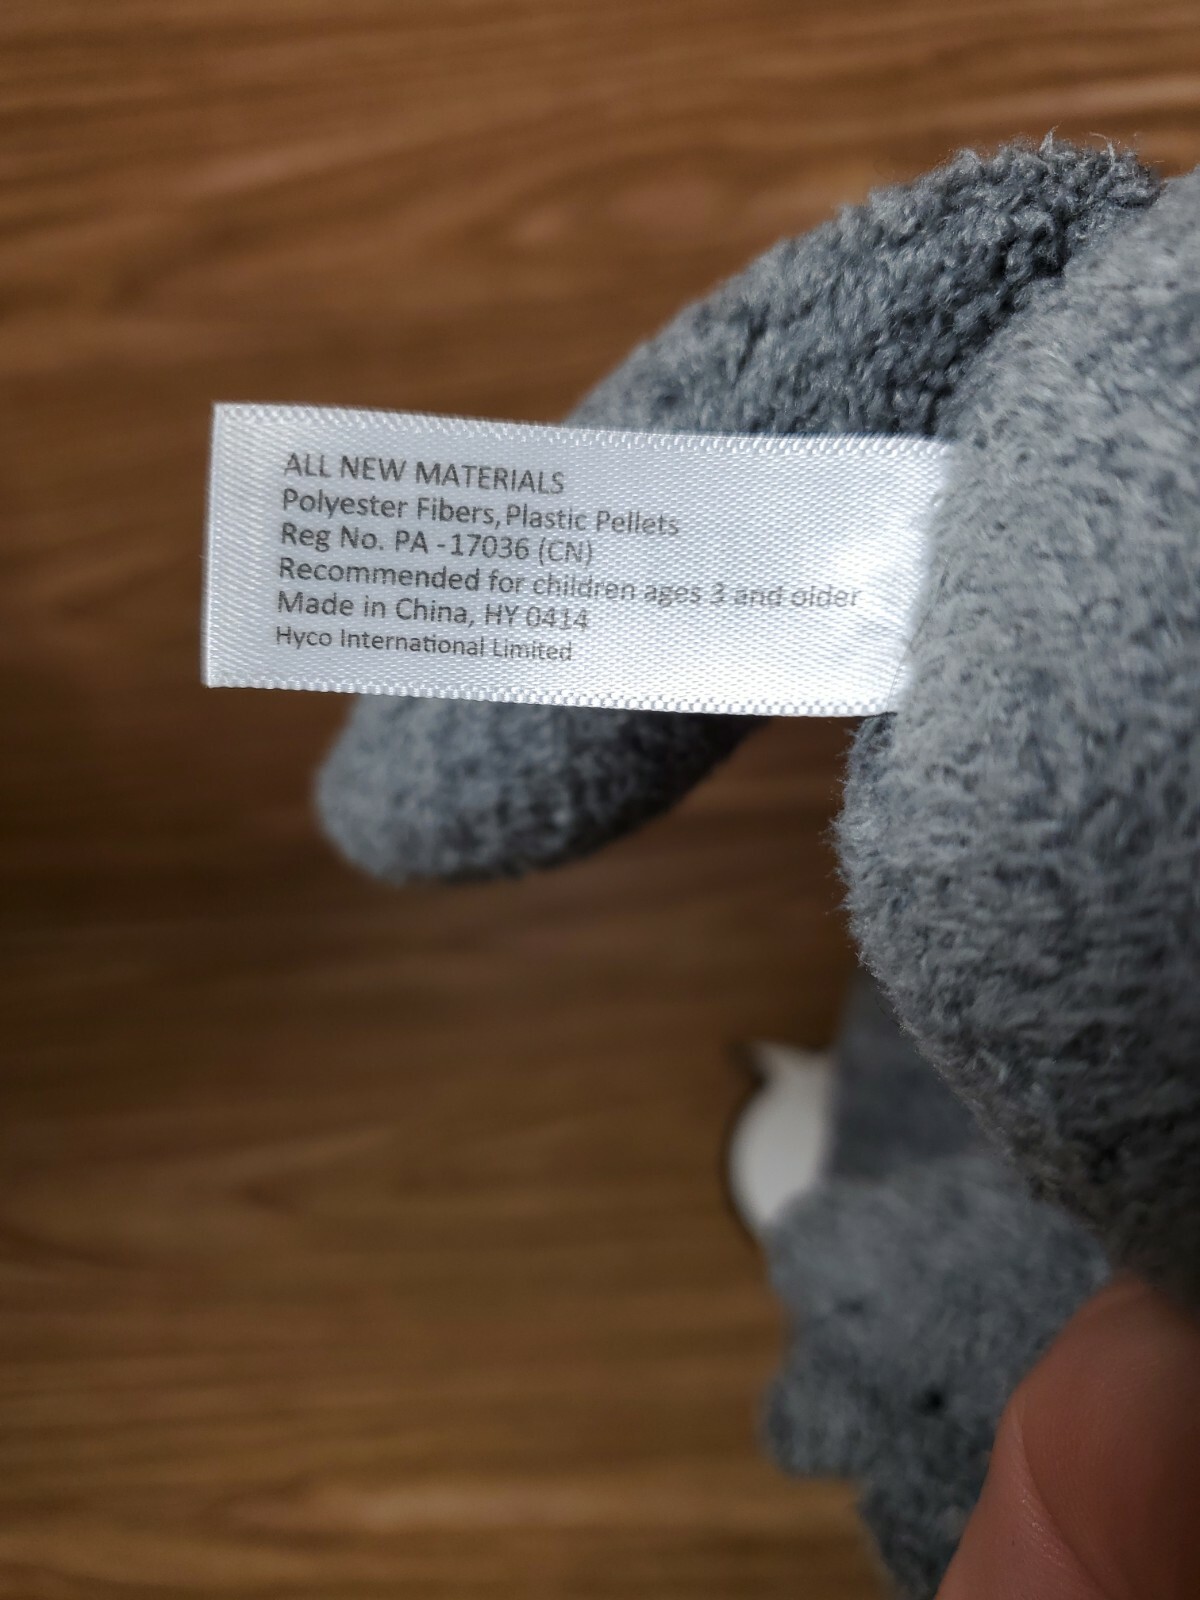 ALL NEW MATERIALS
Polyester Fibers, Plastic Pellets
Reg No. PA - 17036 (CN)
Recommended for children ages 3 and older
Made in China, HY 0414
Hyco International Limited